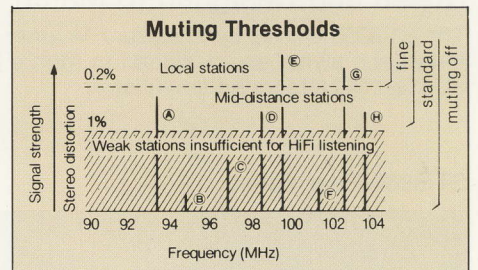 Muting Thresholds
0.2%
Local stations
E
G
fine
standard
muting off
Mid-distance stations
A
D
H
1%
Weak stations insufficient for HiFi listening
C
B
F
Signal strength
Stereo distortion
90 92 94 96 98 100 102 104
Frequency (MHz)